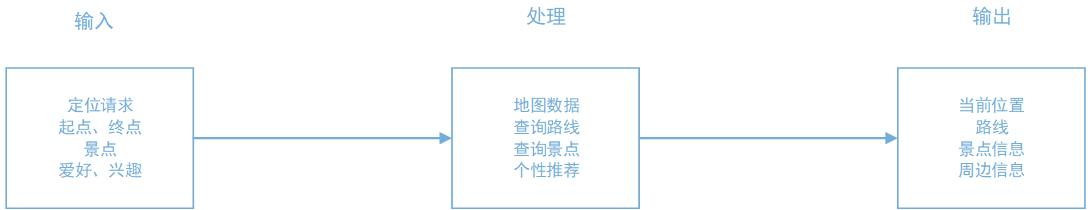 输入
处理
输出
定位请求
起点、终点
景点
爱好、兴趣
地图数据
查询路线
查询景点
个性推荐
当前位置
路线
景点信息
周边信息